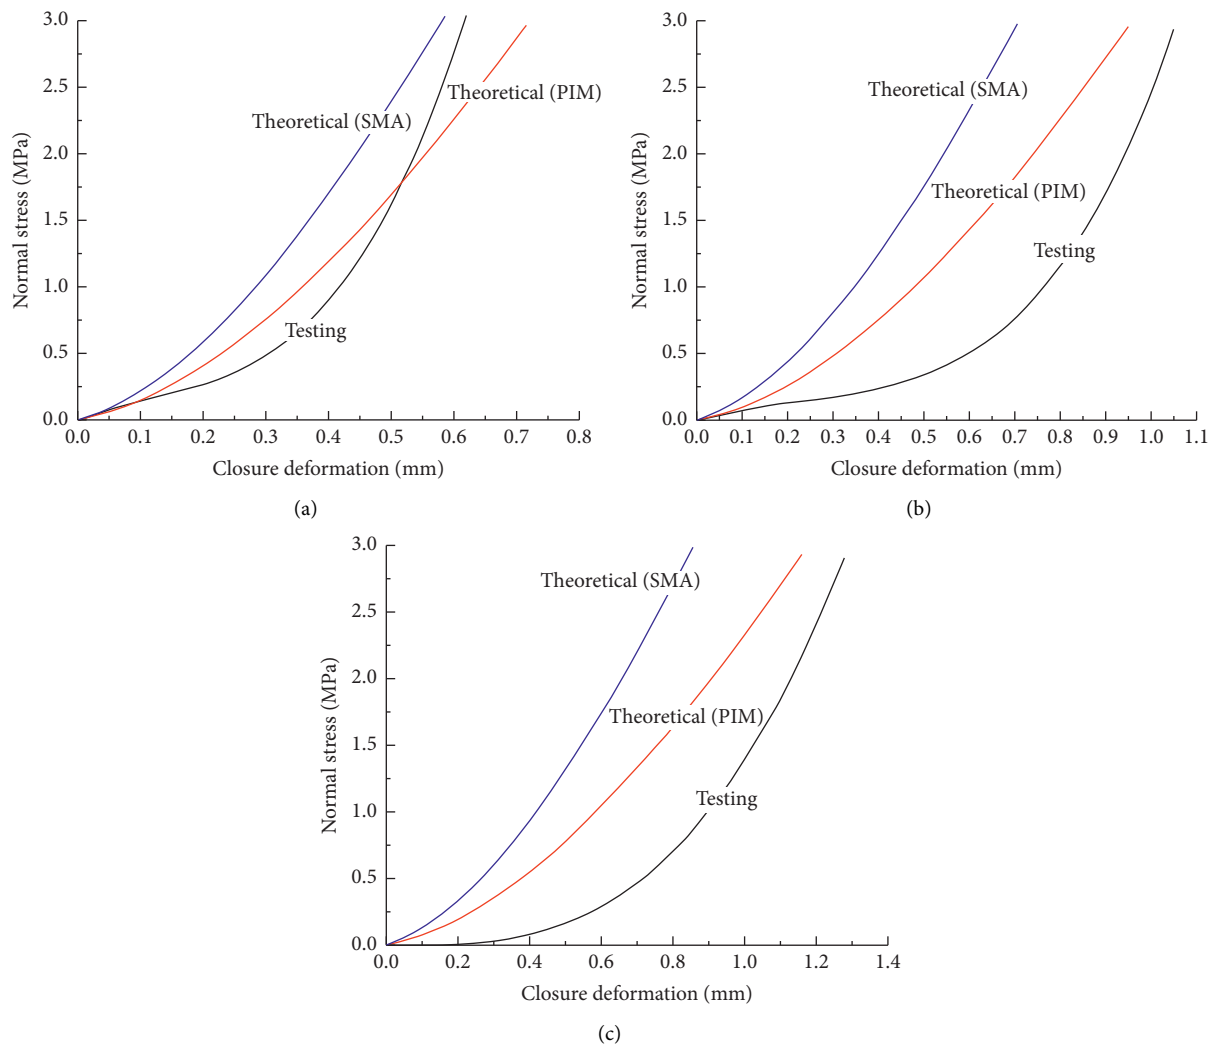 3.0
2.5
2.0
1.5
1.0
0.5
0.0
Normal stress (MPa)
Theoretical (SMA)
Theoretical (PIM)
Testing
0.0 0.1 0.2 0.3 0.4 0.5 0.6 0.7 0.8
Closure deformation (mm)
(a)
3.0
2.5
2.0
1.5
1.0
0.5
0.0
Normal stress (MPa)
Theoretical (SMA)
Theoretical (PIM)
Testing
0.0 0.1 0.2 0.3 0.4 0.5 0.6 0.7 0.8 0.9 1.0 1.1
Closure deformation (mm)
(b)
3.0
2.5
2.0
1.5
1.0
0.5
0.0
Normal stress (MPa)
Theoretical (SMA)
Theoretical (PIM)
Testing
0.0 0.2 0.4 0.6 0.8 1.0 1.2 1.4
Closure deformation (mm)
(c)